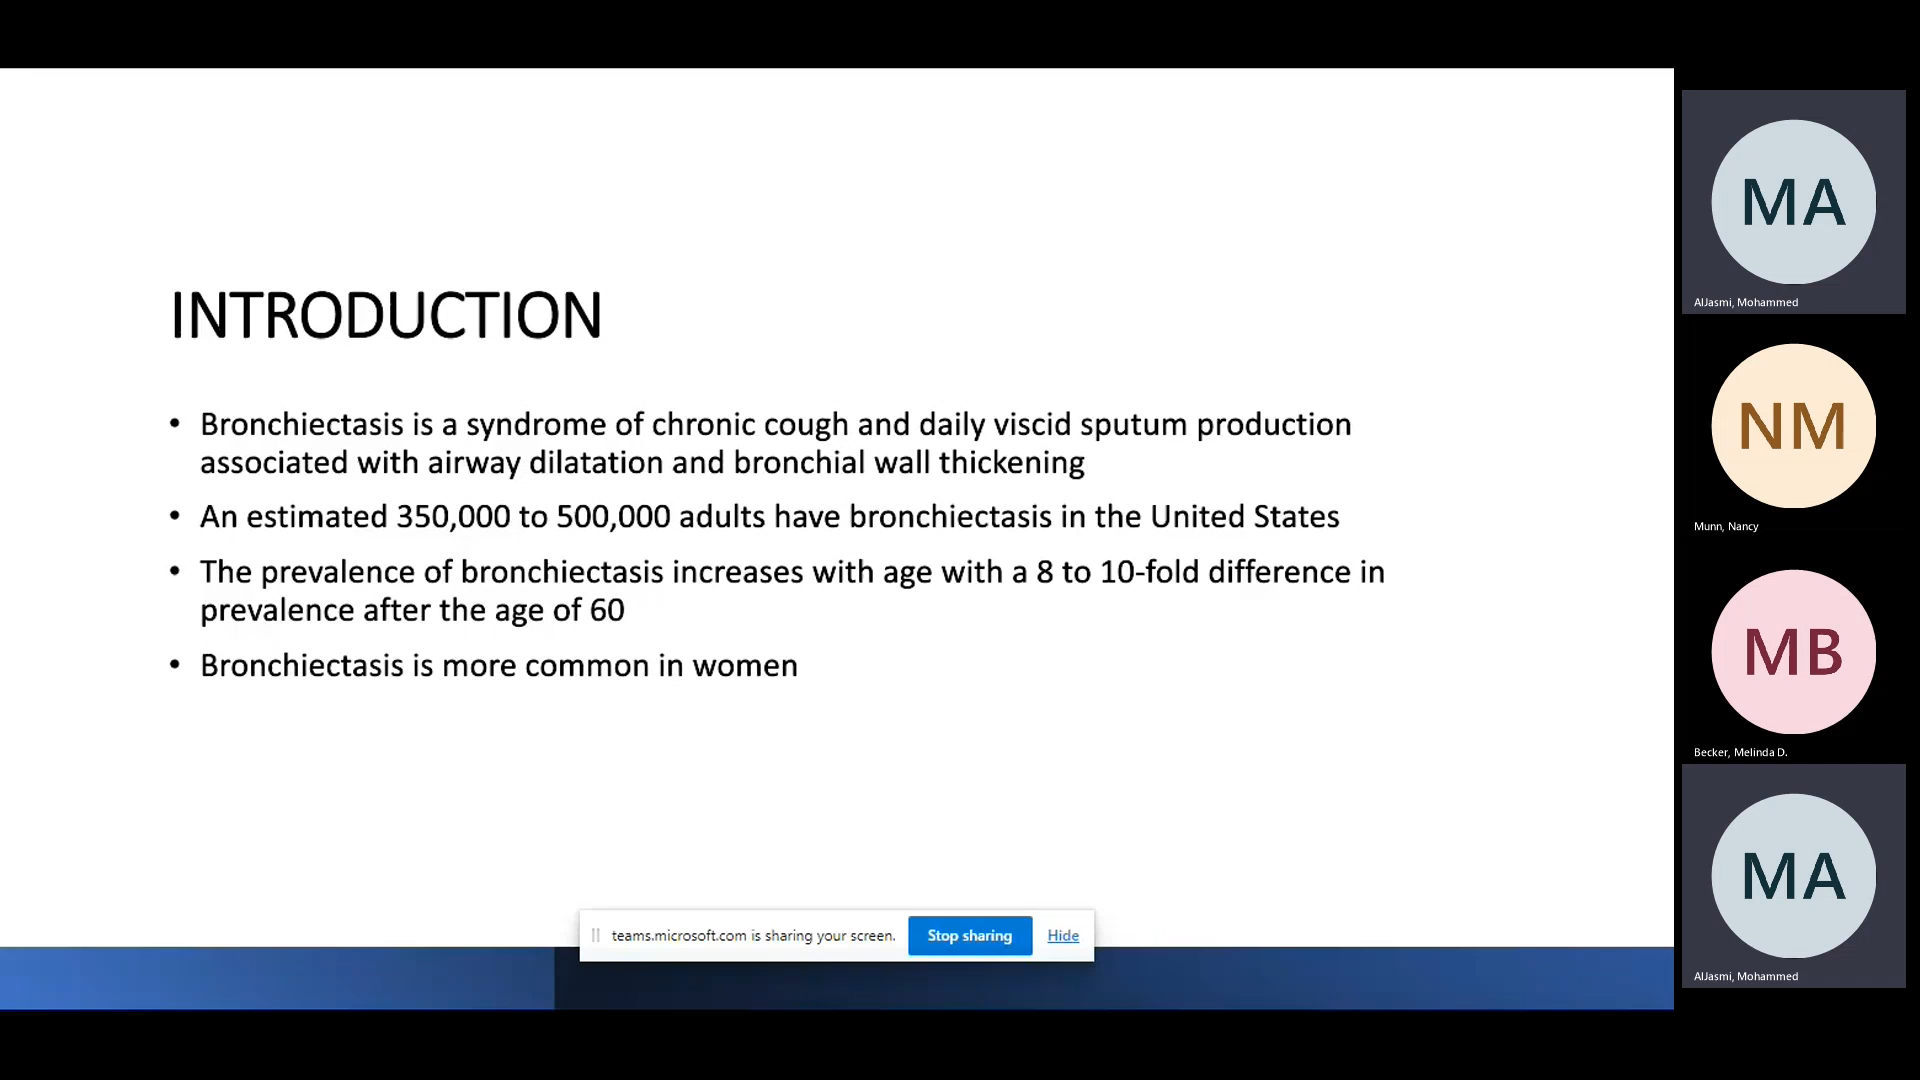 INTRODUCTION
• Bronchiectasis is a syndrome of chronic cough and daily viscid sputum production
associated with airway dilatation and bronchial wall thickening
• An estimated 350,000 to 500,000 adults have bronchiectasis in the United States
• The prevalence of bronchiectasis increases with age with a 8 to 10-fold difference in
prevalence after the age of 60
• Bronchiectasis is more common in women
teams.microsoft.com is sharing your screen. Stop sharing Hide
MA
AlJasmi, Mohammed
NM
Munn, Nancy
MB
Becker, Melinda D.
MA
AlJasmi, Mohammed